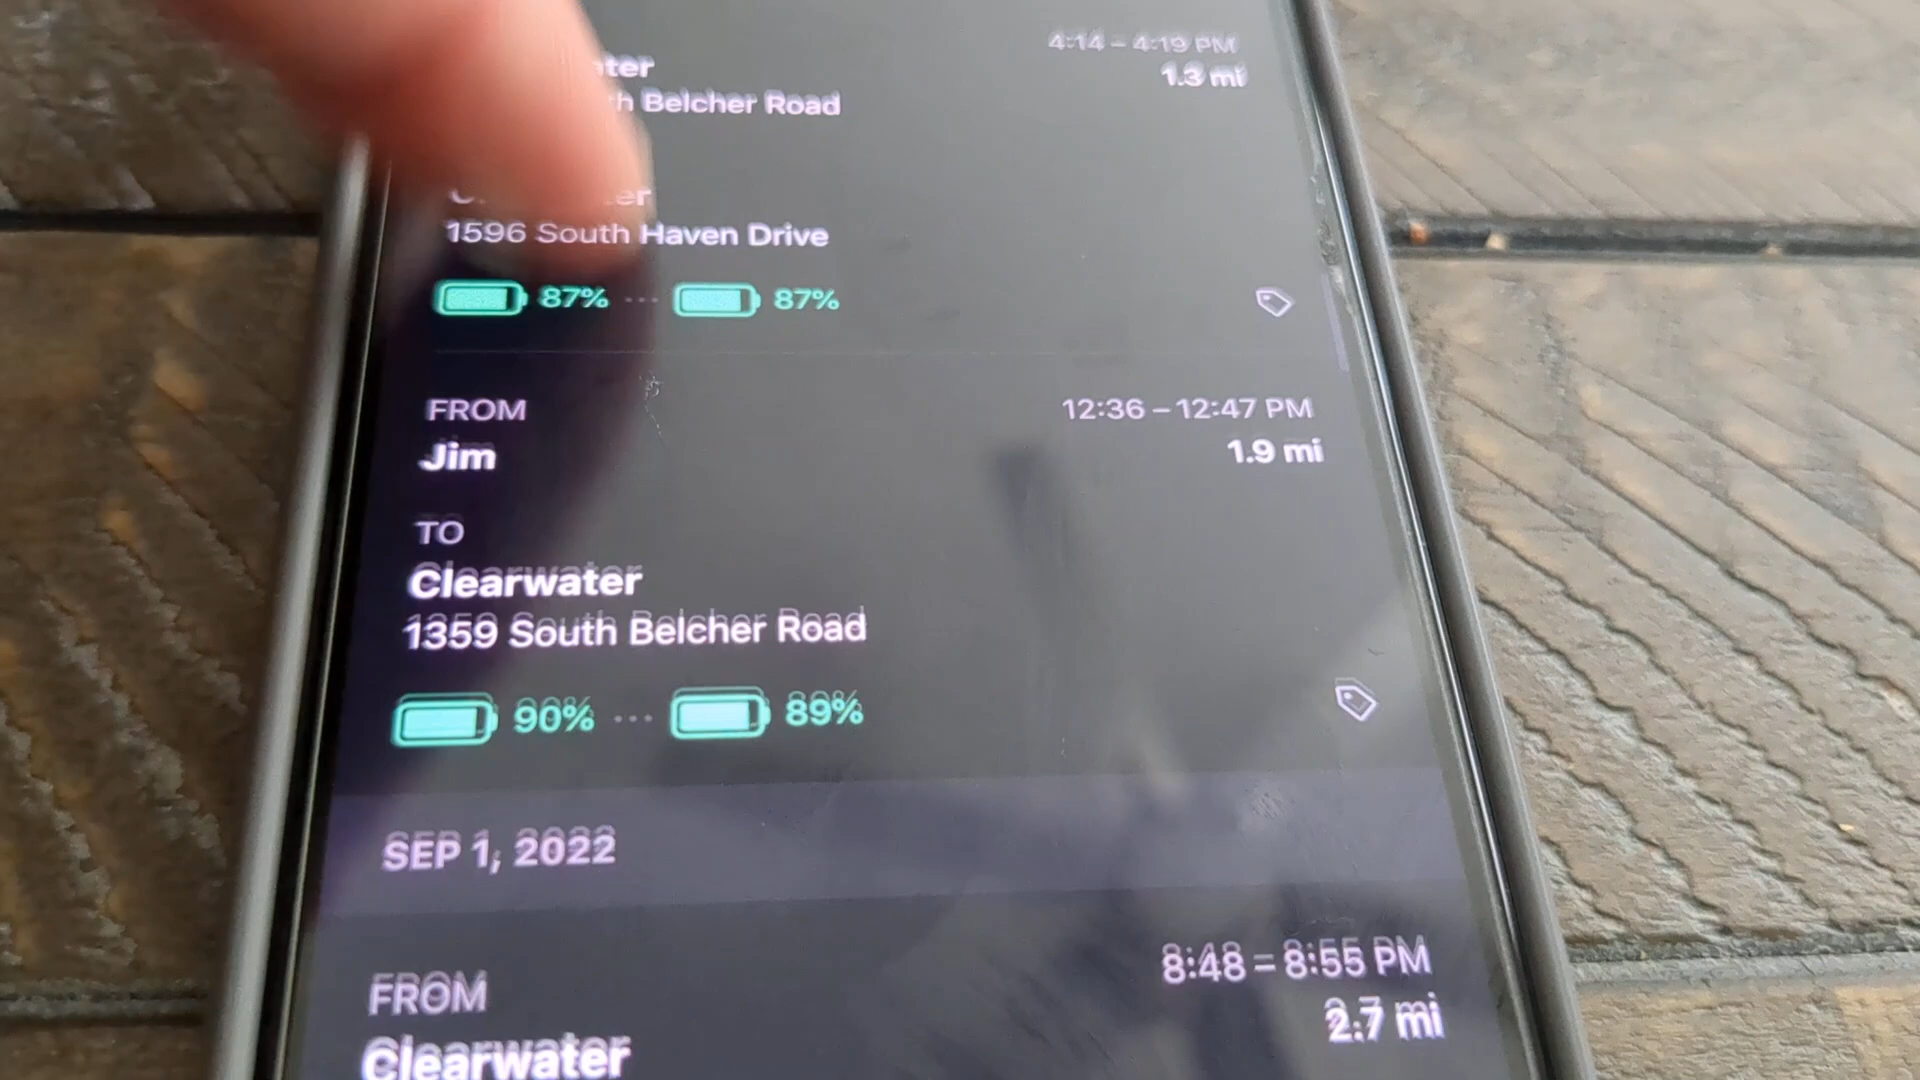 4:14 – 4:19 PM
1.3 mi
Belcher Road
1596 South Haven Drive
87% ··· 87%
FROM
12:36 – 12:47 PM
Jim
1.9 mi
TO
Clearwater
1359 South Belcher Road
90% ··· 89%
SEP 1, 2022
8:48 – 8:55 PM
FROM
2.7 mi
Clearwater